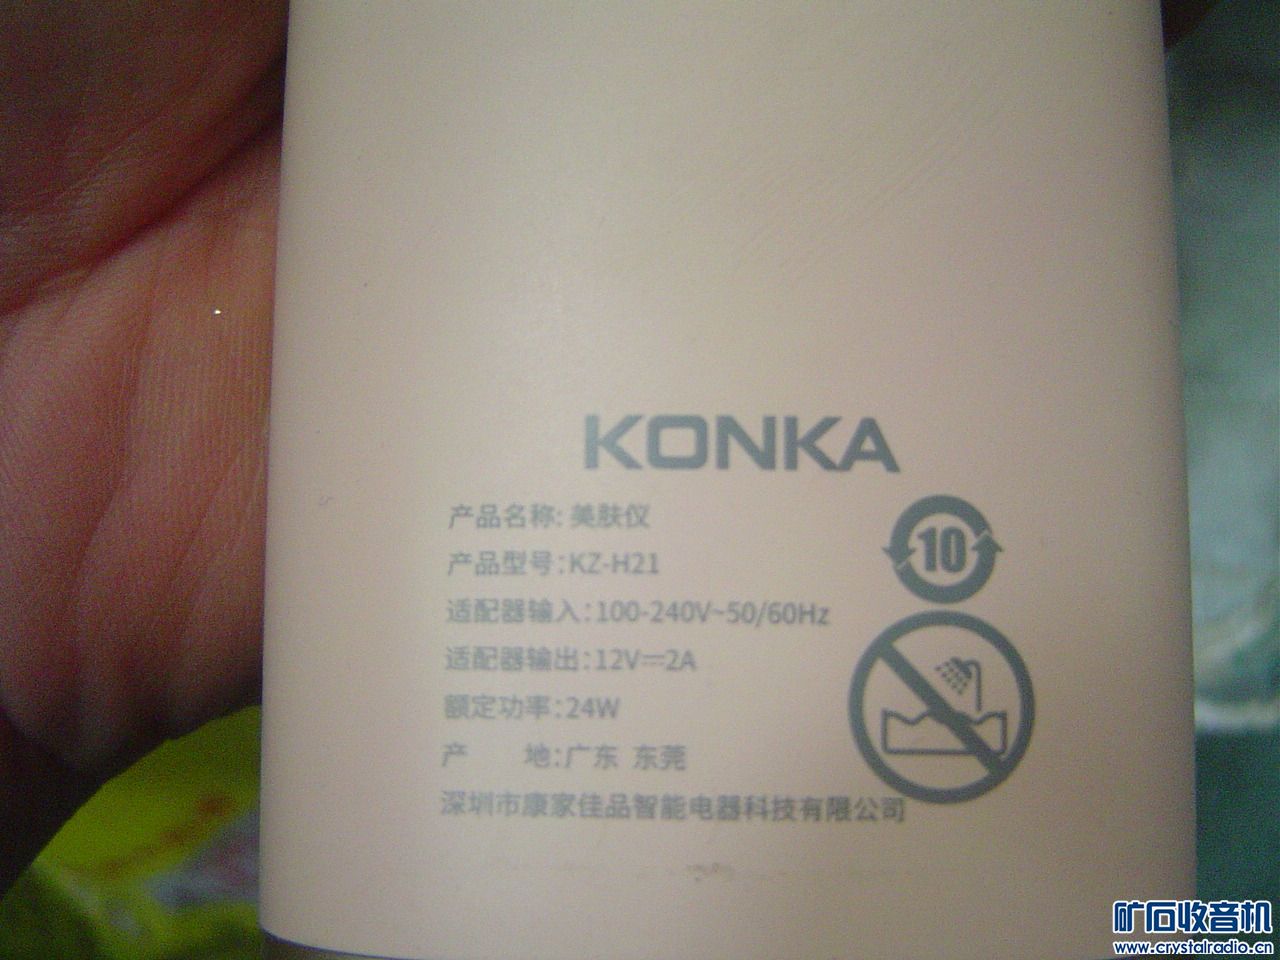 KONKA
产品名称: 美肤仪
产品型号:KZ-H21
10
适配器输入:100-240V~50/60Hz
适配器输出:12V⎓2A
额定功率:24W
产 地:广东 东莞
深圳市康家佳品智能电器科技有限公司
矿石收音机
www.crystalradio.cn